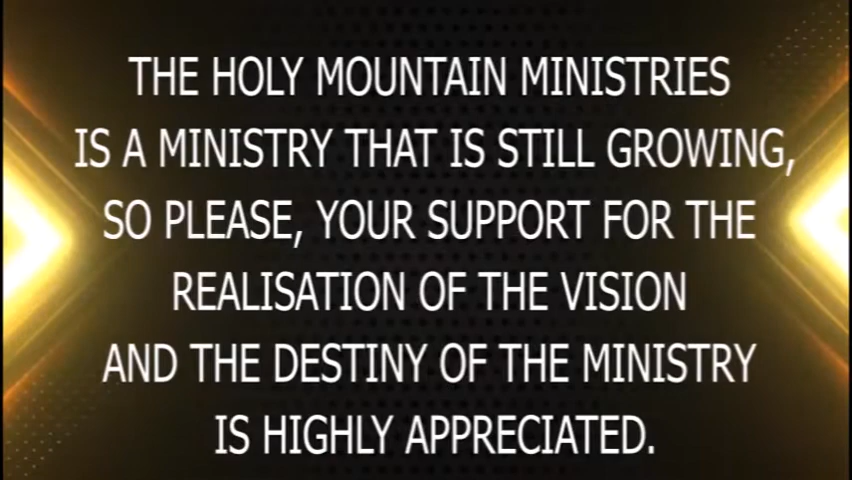 THE HOLY MOUNTAIN MINISTRIES
IS A MINISTRY THAT IS STILL GROWING,
SO PLEASE, YOUR SUPPORT FOR THE
REALISATION OF THE VISION
AND THE DESTINY OF THE MINISTRY
IS HIGHLY APPRECIATED.